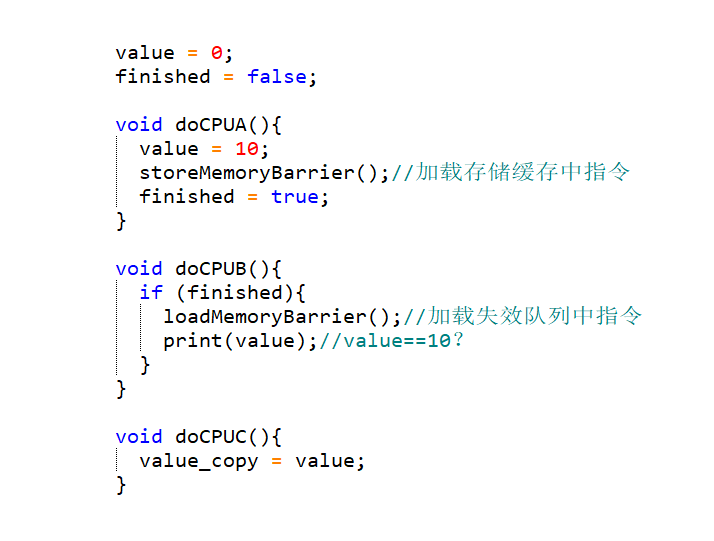 value = 0;
finished = false;
void doCPUA(){
value = 10;
storeMemoryBarrier();//加载存储缓存中指令
finished = true;
}
void doCPUB(){
if (finished){
loadMemoryBarrier();//加载失效队列中指令
print(value);//value==10？
}
}
void doCPUC(){
value_copy = value;
}